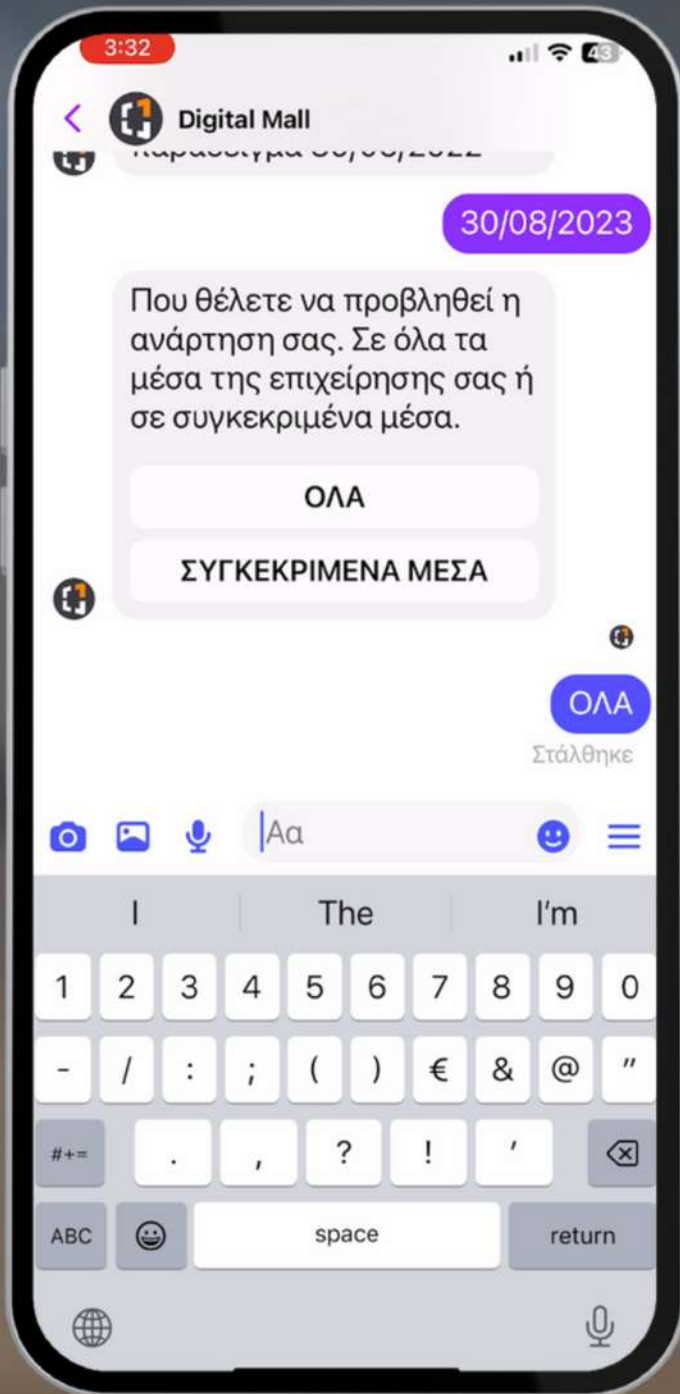 3:32
43
Digital Mall
30/08/2023
Που θέλετε να προβληθεί η
ανάρτηση σας. Σε όλα τα
μέσα της επιχείρησης σας ή
σε συγκεκριμένα μέσα.
ΟΛΑ
ΣΥΓΚΕΚΡΙΜΕΝΑ ΜΕΣΑ
ΟΛΑ
Στάλθηκε
Aα
I The I'm
1 2 3 4 5 6 7 8 9 0
- / : ; ( ) € & @ "
#+= . , ? ! '
ABC space return